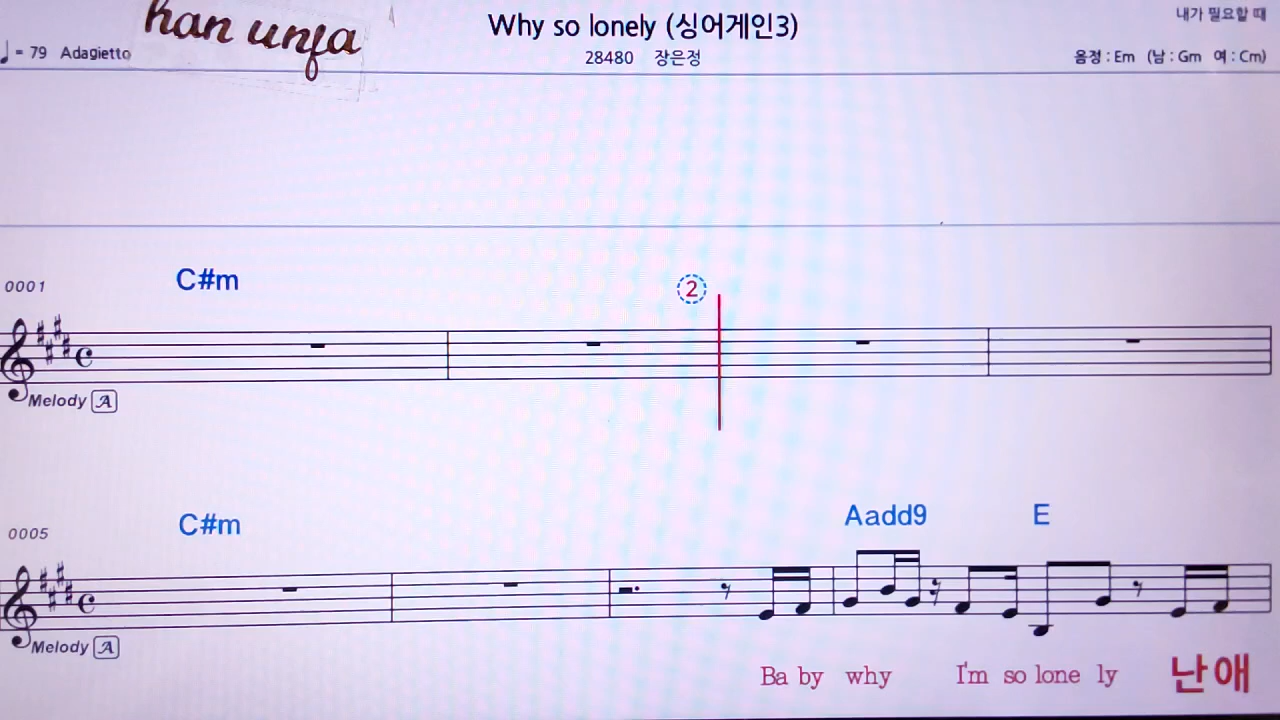 han unfa
Why so lonely (싱어게인3)
내가 필요할 때
♩ = 79 Adagietto
28480 장은정
음정 : Em (남 : Gm 여 : Cm)
0001
C#m
2
Melody A
0005
C#m
Aadd9
E
Melody A
Ba by why I'm so lone ly 난 애